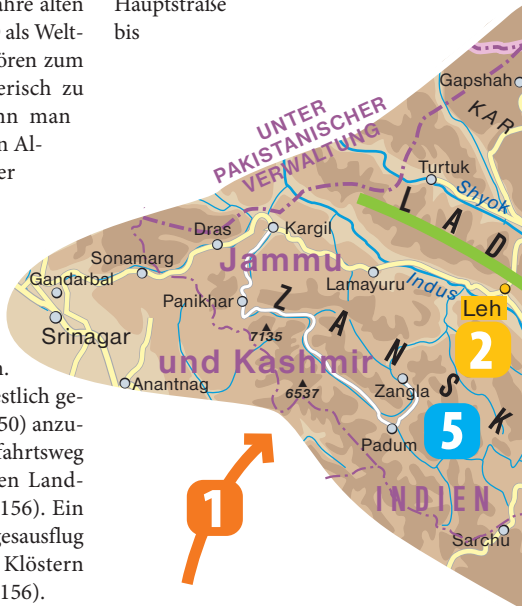 ahre alten
als Welt-
ören zum
erisch zu
nn man
n Al-
er
Hauptstraße
bis
Gapshah
KAR
UNTER
PAKISTANISCHER
VERWALTUNG
Turtuk
Shyok
LAD
Dras
Kargil
Sonamarg
Jammu
Lamayuru
Indus
Gandarbal
Panikhar
ZANSK
Leh
2
Srinagar
7135
und Kashmir
Anantnag
6537
Zangla
5
Padum
1
INDIEN
Sarchu
n.
estlich ge-
50) anzu-
fahrtsweg
en Land-
156). Ein
gesausflug
Klöstern
156).